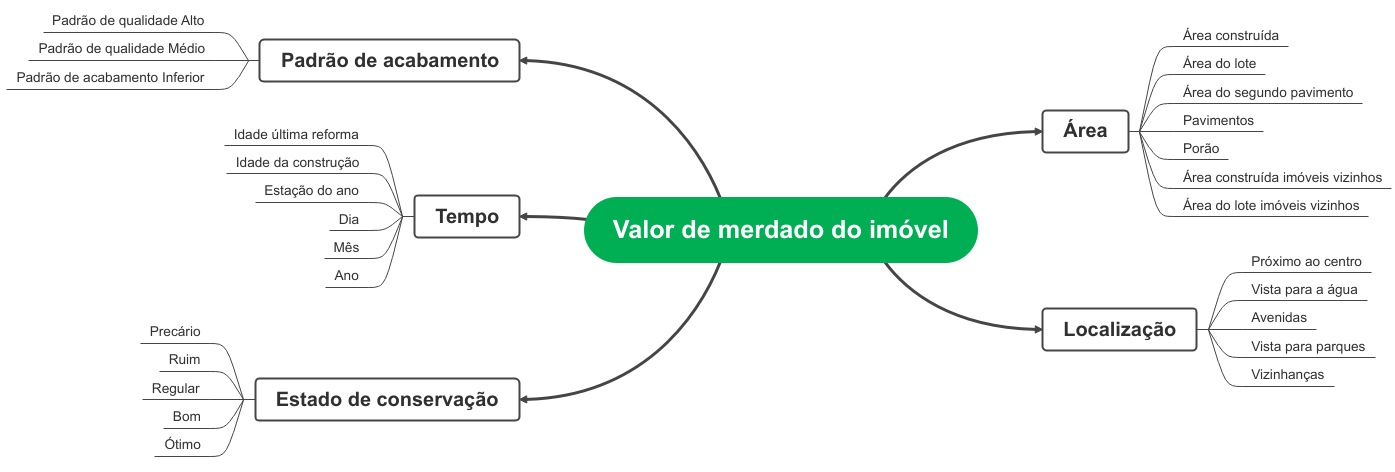 Padrão de qualidade Alto
Padrão de qualidade Médio
Padrão de acabamento Inferior
Padrão de acabamento
Idade última reforma
Idade da construção
Estação do ano
Dia
Mês
Ano
Tempo
Precário
Ruim
Regular
Bom
Ótimo
Estado de conservação
Valor de merdado do imóvel
Área
Área construída
Área do lote
Área do segundo pavimento
Pavimentos
Porão
Área construída imóveis vizinhos
Área do lote imóveis vizinhos
Localização
Próximo ao centro
Vista para a água
Avenidas
Vista para parques
Vizinhanças